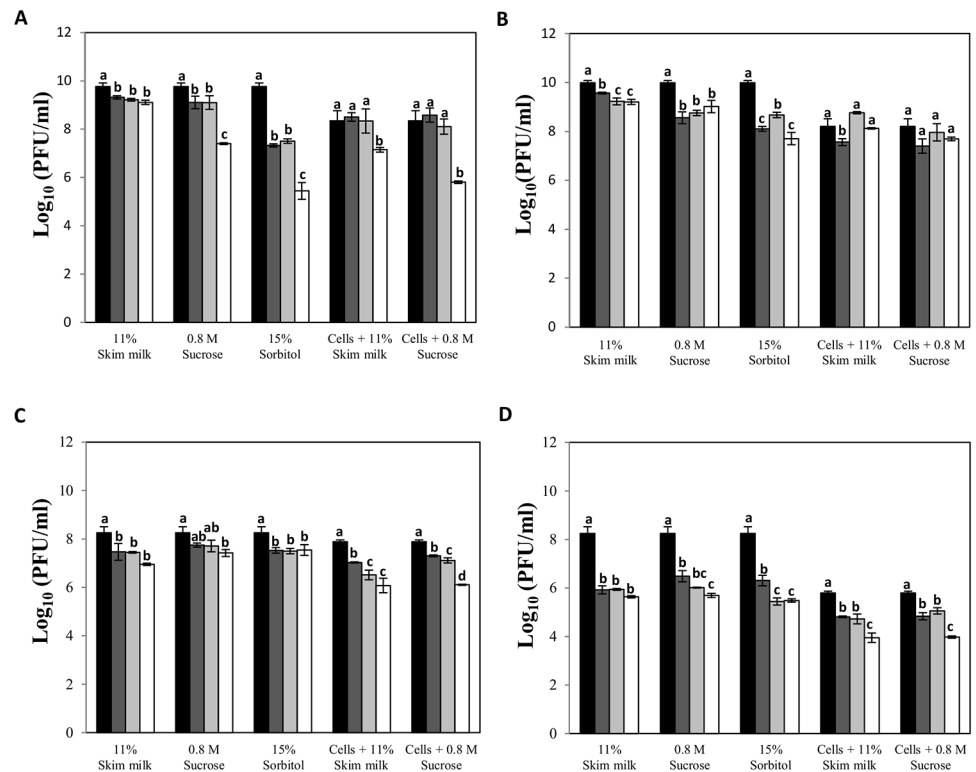 A
Log10 (PFU/ml)
12
10
8
6
4
2
0
a b b b a b b c a b b c a a a b a a a b
11% 0.8 M 15% Cells + 11% Cells + 0.8 M
Skim milk Sucrose Sorbitol Skim milk Sucrose
B
Log10(PFU/ml)
12
10
8
6
4
2
0
a b c c a b b b a c b c a b a a a a a a
11% 0.8 M 15% Cells + 11% Cells + 0.8 M
Skim milk Sucrose Sorbitol Skim milk Sucrose
C
Log10 (PFU/ml)
12
10
8
6
4
2
0
a b b b a ab ab b a b b b a b c c a b c d
11% 0.8 M 15% Cells + 11% Cells + 0.8 M
Skim milk Sucrose Sorbitol Skim milk Sucrose
D
Log10 (PFU/ml)
12
10
8
6
4
2
0
a b b b a b bc c a b c c a b b c a b b c
11% 0.8 M 15% Cells + 11% Cells + 0.8 M
Skim milk Sucrose Sorbitol Skim milk Sucrose